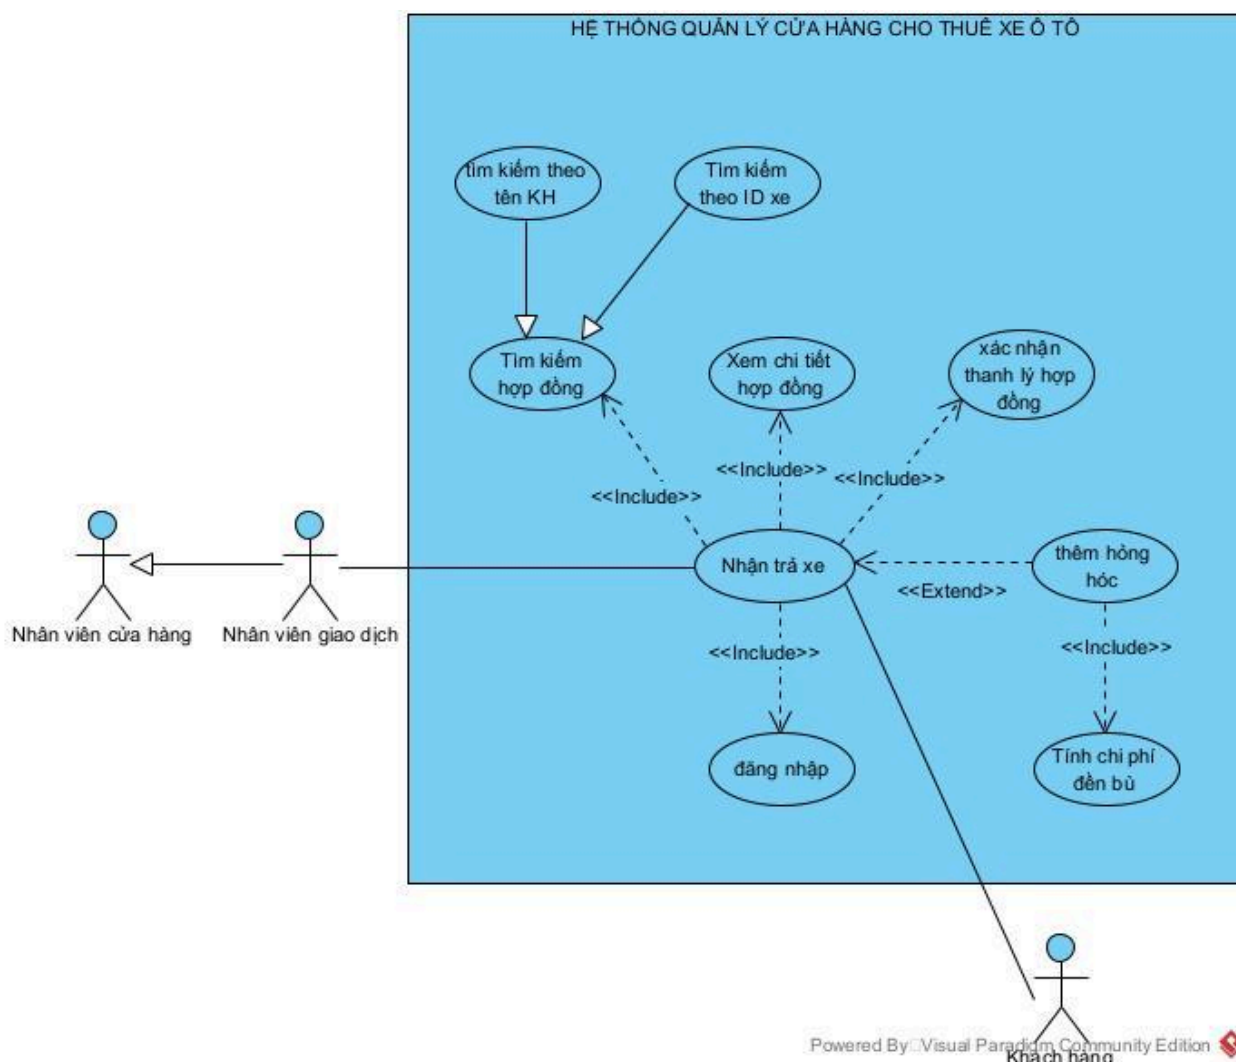 HỆ THỐNG QUẢN LÝ CỬA HÀNG CHO THUÊ XE Ô TÔ
tìm kiếm theo
tên KH
Tìm kiếm
theo ID xe
Tìm kiếm
hợp đồng
Xem chi tiết
hợp đồng
xác nhận
thanh lý hợp
đồng
<<Include>>
<<Include>>
<<Include>>
Nhân viên cửa hàng
Nhân viên giao dịch
Nhận trả xe
<<Extend>>
thêm hỏng
hóc
<<Include>>
<<Include>>
đăng nhập
Tính chi phí
đền bù
Khách hàng
Powered By Visual Paradigm Community Edition